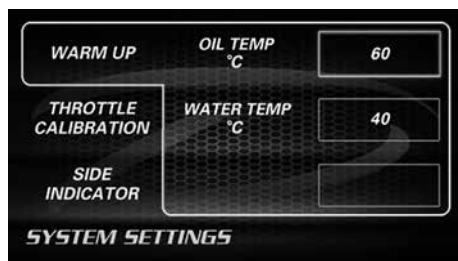 WARM UP
OIL TEMP
°C
60
THROTTLE
CALIBRATION
WATER TEMP
°C
40
SIDE
INDICATOR
SYSTEM SETTINGS